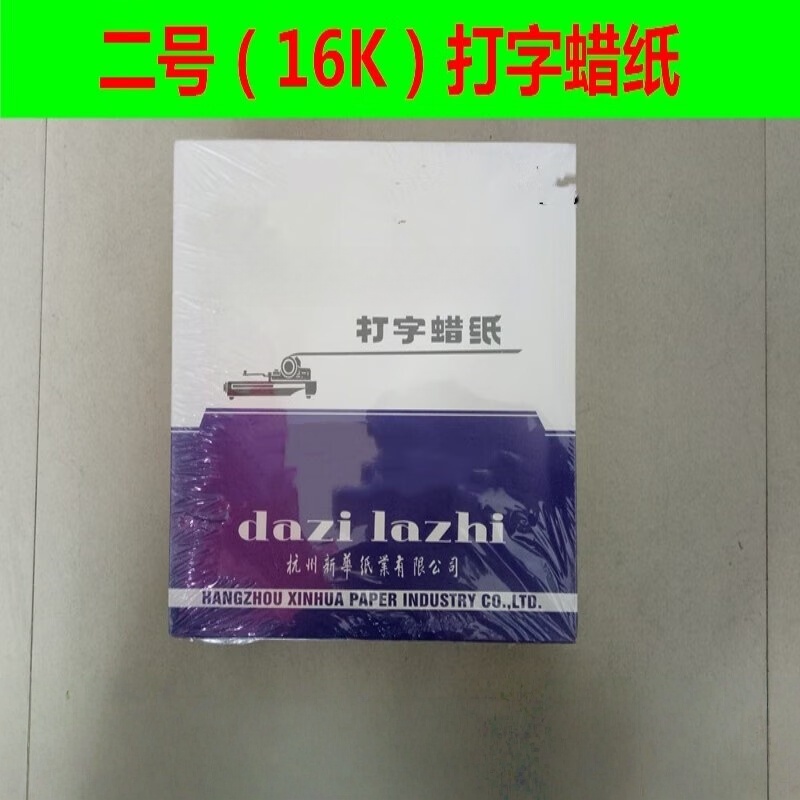 二号（16K）打字蜡纸
打字蜡纸
dazi lazhi
杭州新華纸業有限公司
HANGZHOU XINHUA PAPER INDUSTRY CO.,LTD.